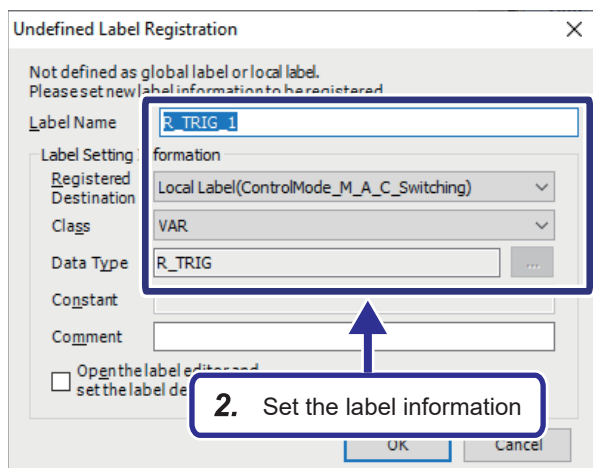 Undefined Label Registration
Not defined as global label or local label.
Please set new label information to be registered
Label Name R_TRIG_1
Label Setting formation
Registered Destination Local Label(ControlMode_M_A_C_Switching)
Class VAR
Data Type R_TRIG ...
Constant
Comment
Open the label editor and
set the label de
2. Set the label information
OK Cancel